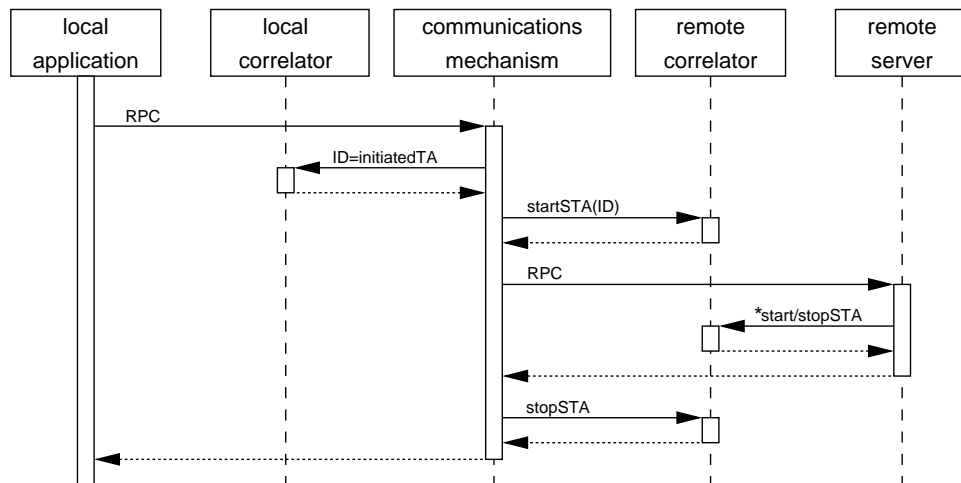 local
application
local
correlator
communications
mechanism
remote
correlator
remote
server
RPC
ID=initiatedTA
startSTA(ID)
RPC
*start/stopSTA
stopSTA